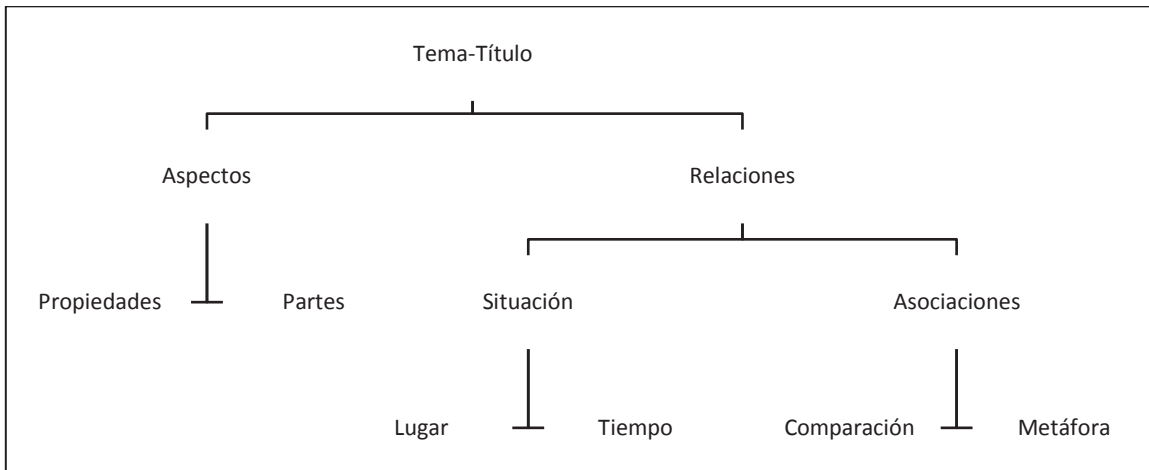 Tema-Título
Aspectos Relaciones
Propiedades Partes Situación Asociaciones
Lugar Tiempo Comparación Metáfora